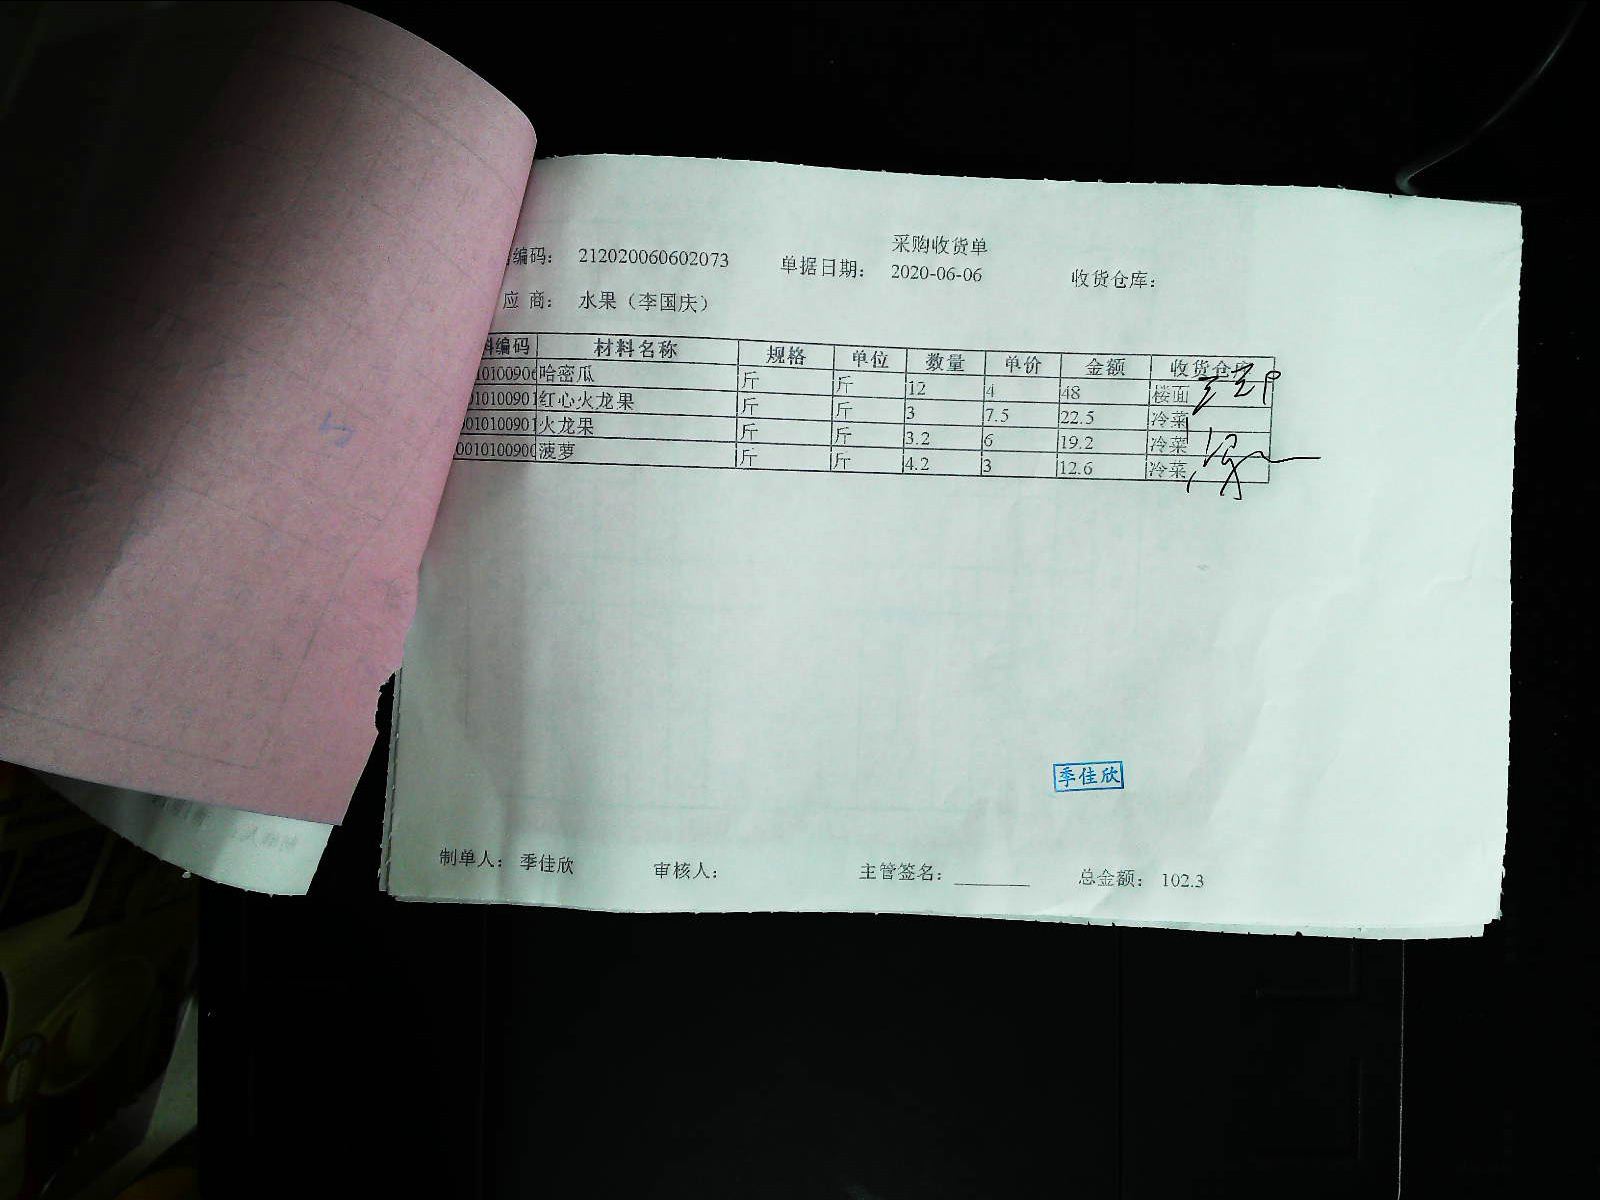 采购收货单
编码： 212020060602073 单据日期： 2020-06-06 收货仓库：
应 商： 水果（李国庆）
编码 材料名称 规格 单位 数量 单价 金额 收货仓库
哈密瓜 斤 斤 12 4 48 楼面
红心火龙果 斤 斤 3 7.5 22.5 冷菜
火龙果 斤 斤 3.2 6 19.2 冷菜
菠萝 斤 斤 4.2 3 12.6 冷菜
季佳欣
制单人： 季佳欣 审核人： 主管签名： 总金额： 102.3